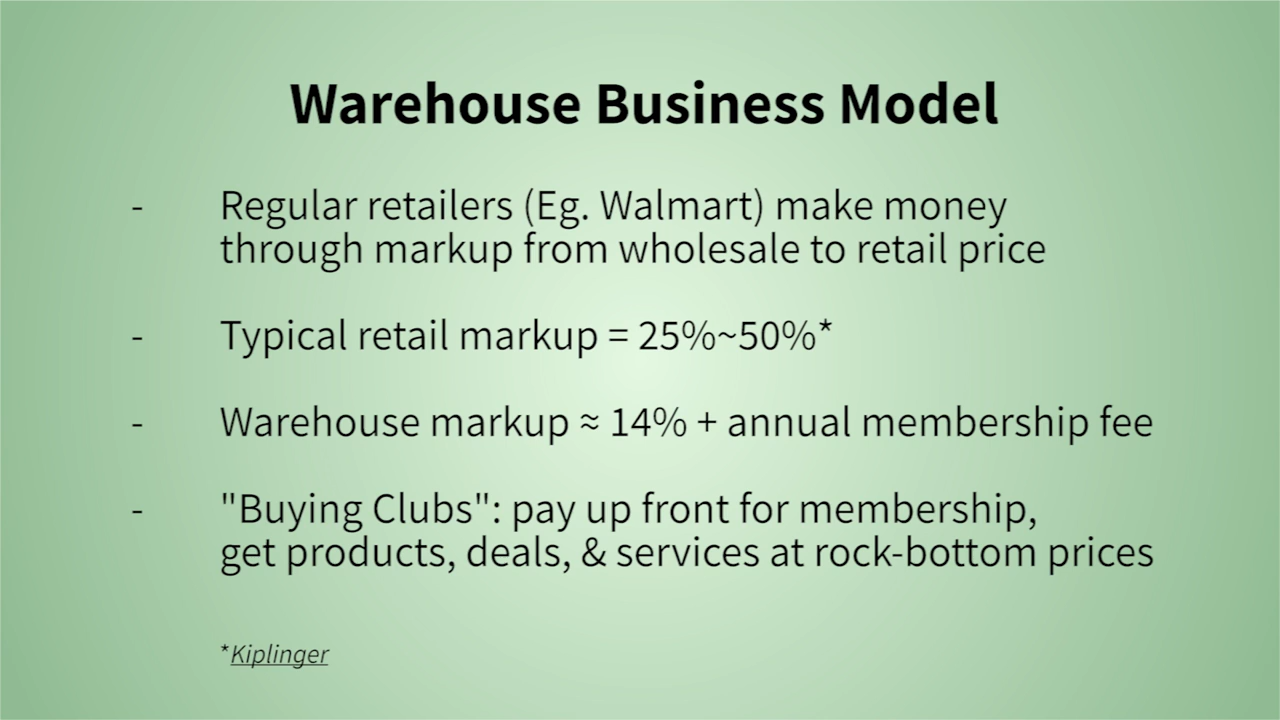 Warehouse Business Model
- Regular retailers (Eg. Walmart) make money
through markup from wholesale to retail price
- Typical retail markup = 25%~50%*
- Warehouse markup ≈ 14% + annual membership fee
- "Buying Clubs": pay up front for membership,
get products, deals, & services at rock-bottom prices
*Kiplinger